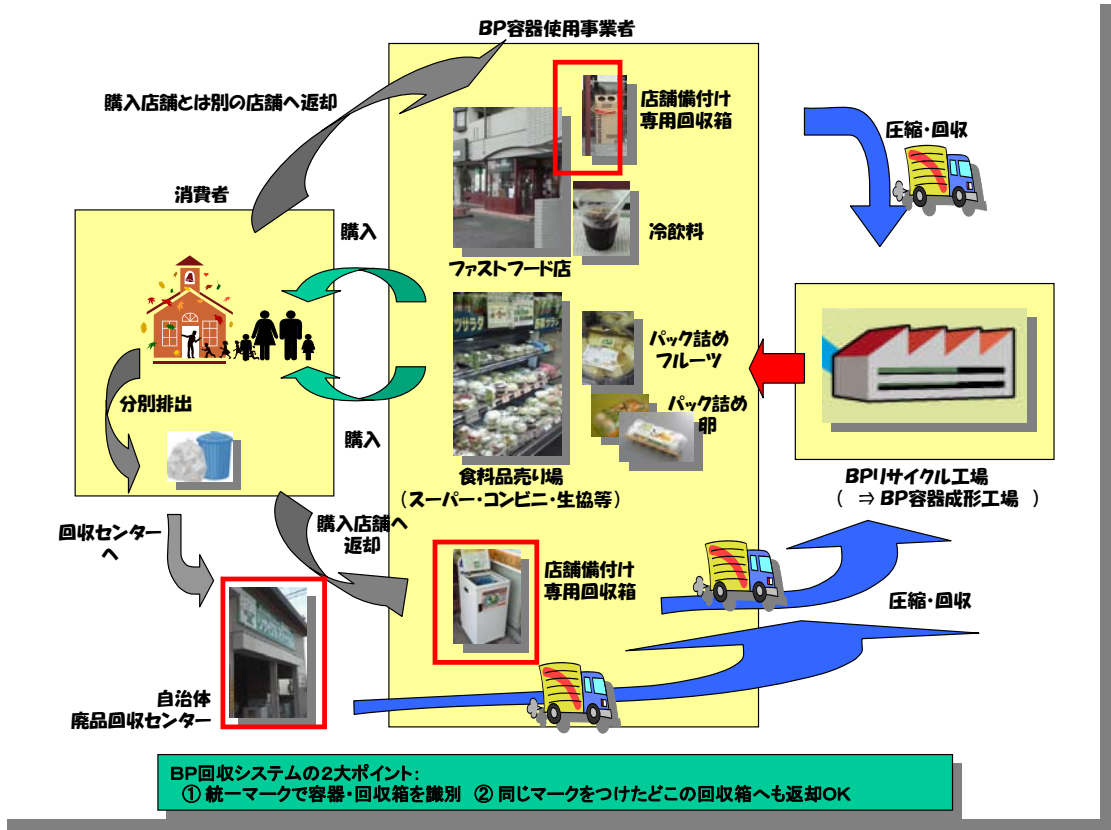 BP容器使用事業者
購入店舗とは別の店舗へ返却
店舗備付け
専用回収箱
圧縮・回収
消費者
購入
冷飲料
ファストフード店
パック詰め
フルーツ
分別排出
パック詰め
卵
購入
食料品売り場
(スーパー・コンビニ・生協等)
BPリサイクル工場
( ⇒BP容器成形工場 )
回収センター
へ
購入店舗へ
返却
店舗備付け
専用回収箱
圧縮・回収
自治体
廃品回収センター
BP回収システムの2大ポイント:
① 統一マークで容器・回収箱を識別 ② 同じマークをつけたどこの回収箱へも返却OK